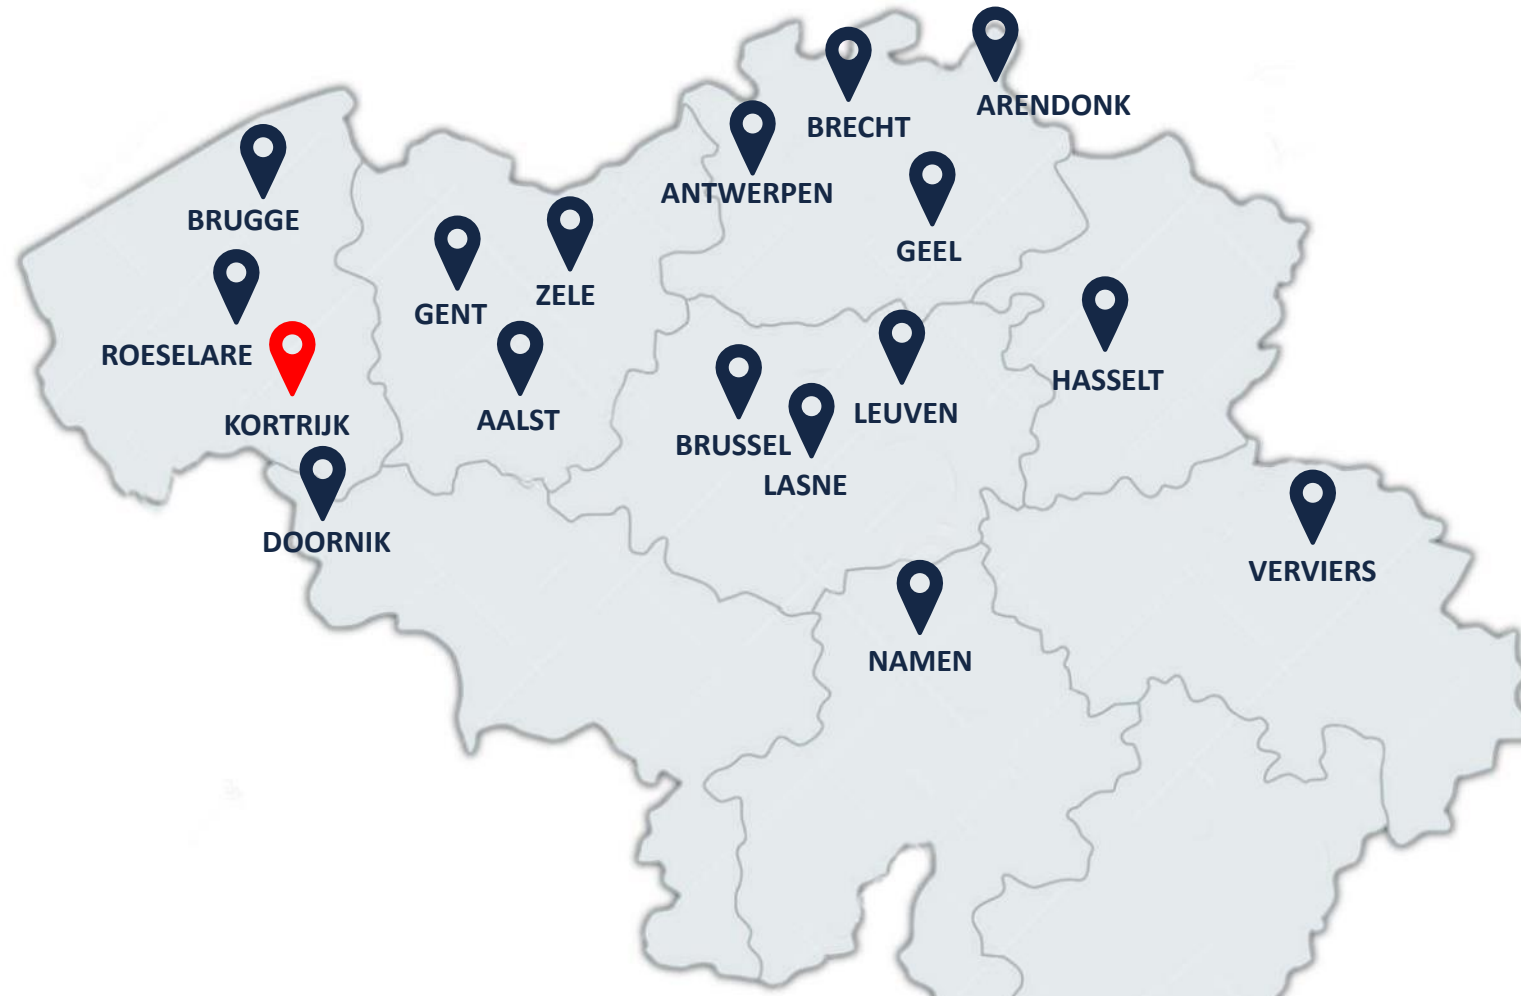 ARENDONK
BRECHT
ANTWERPEN
BRUGGE
GEEL
ZELE
GENT
ROESELARE
HASSELT
LEUVEN
AALST
KORTRIJK
BRUSSEL
LASNE
DOORNIK
VERVIERS
NAMEN